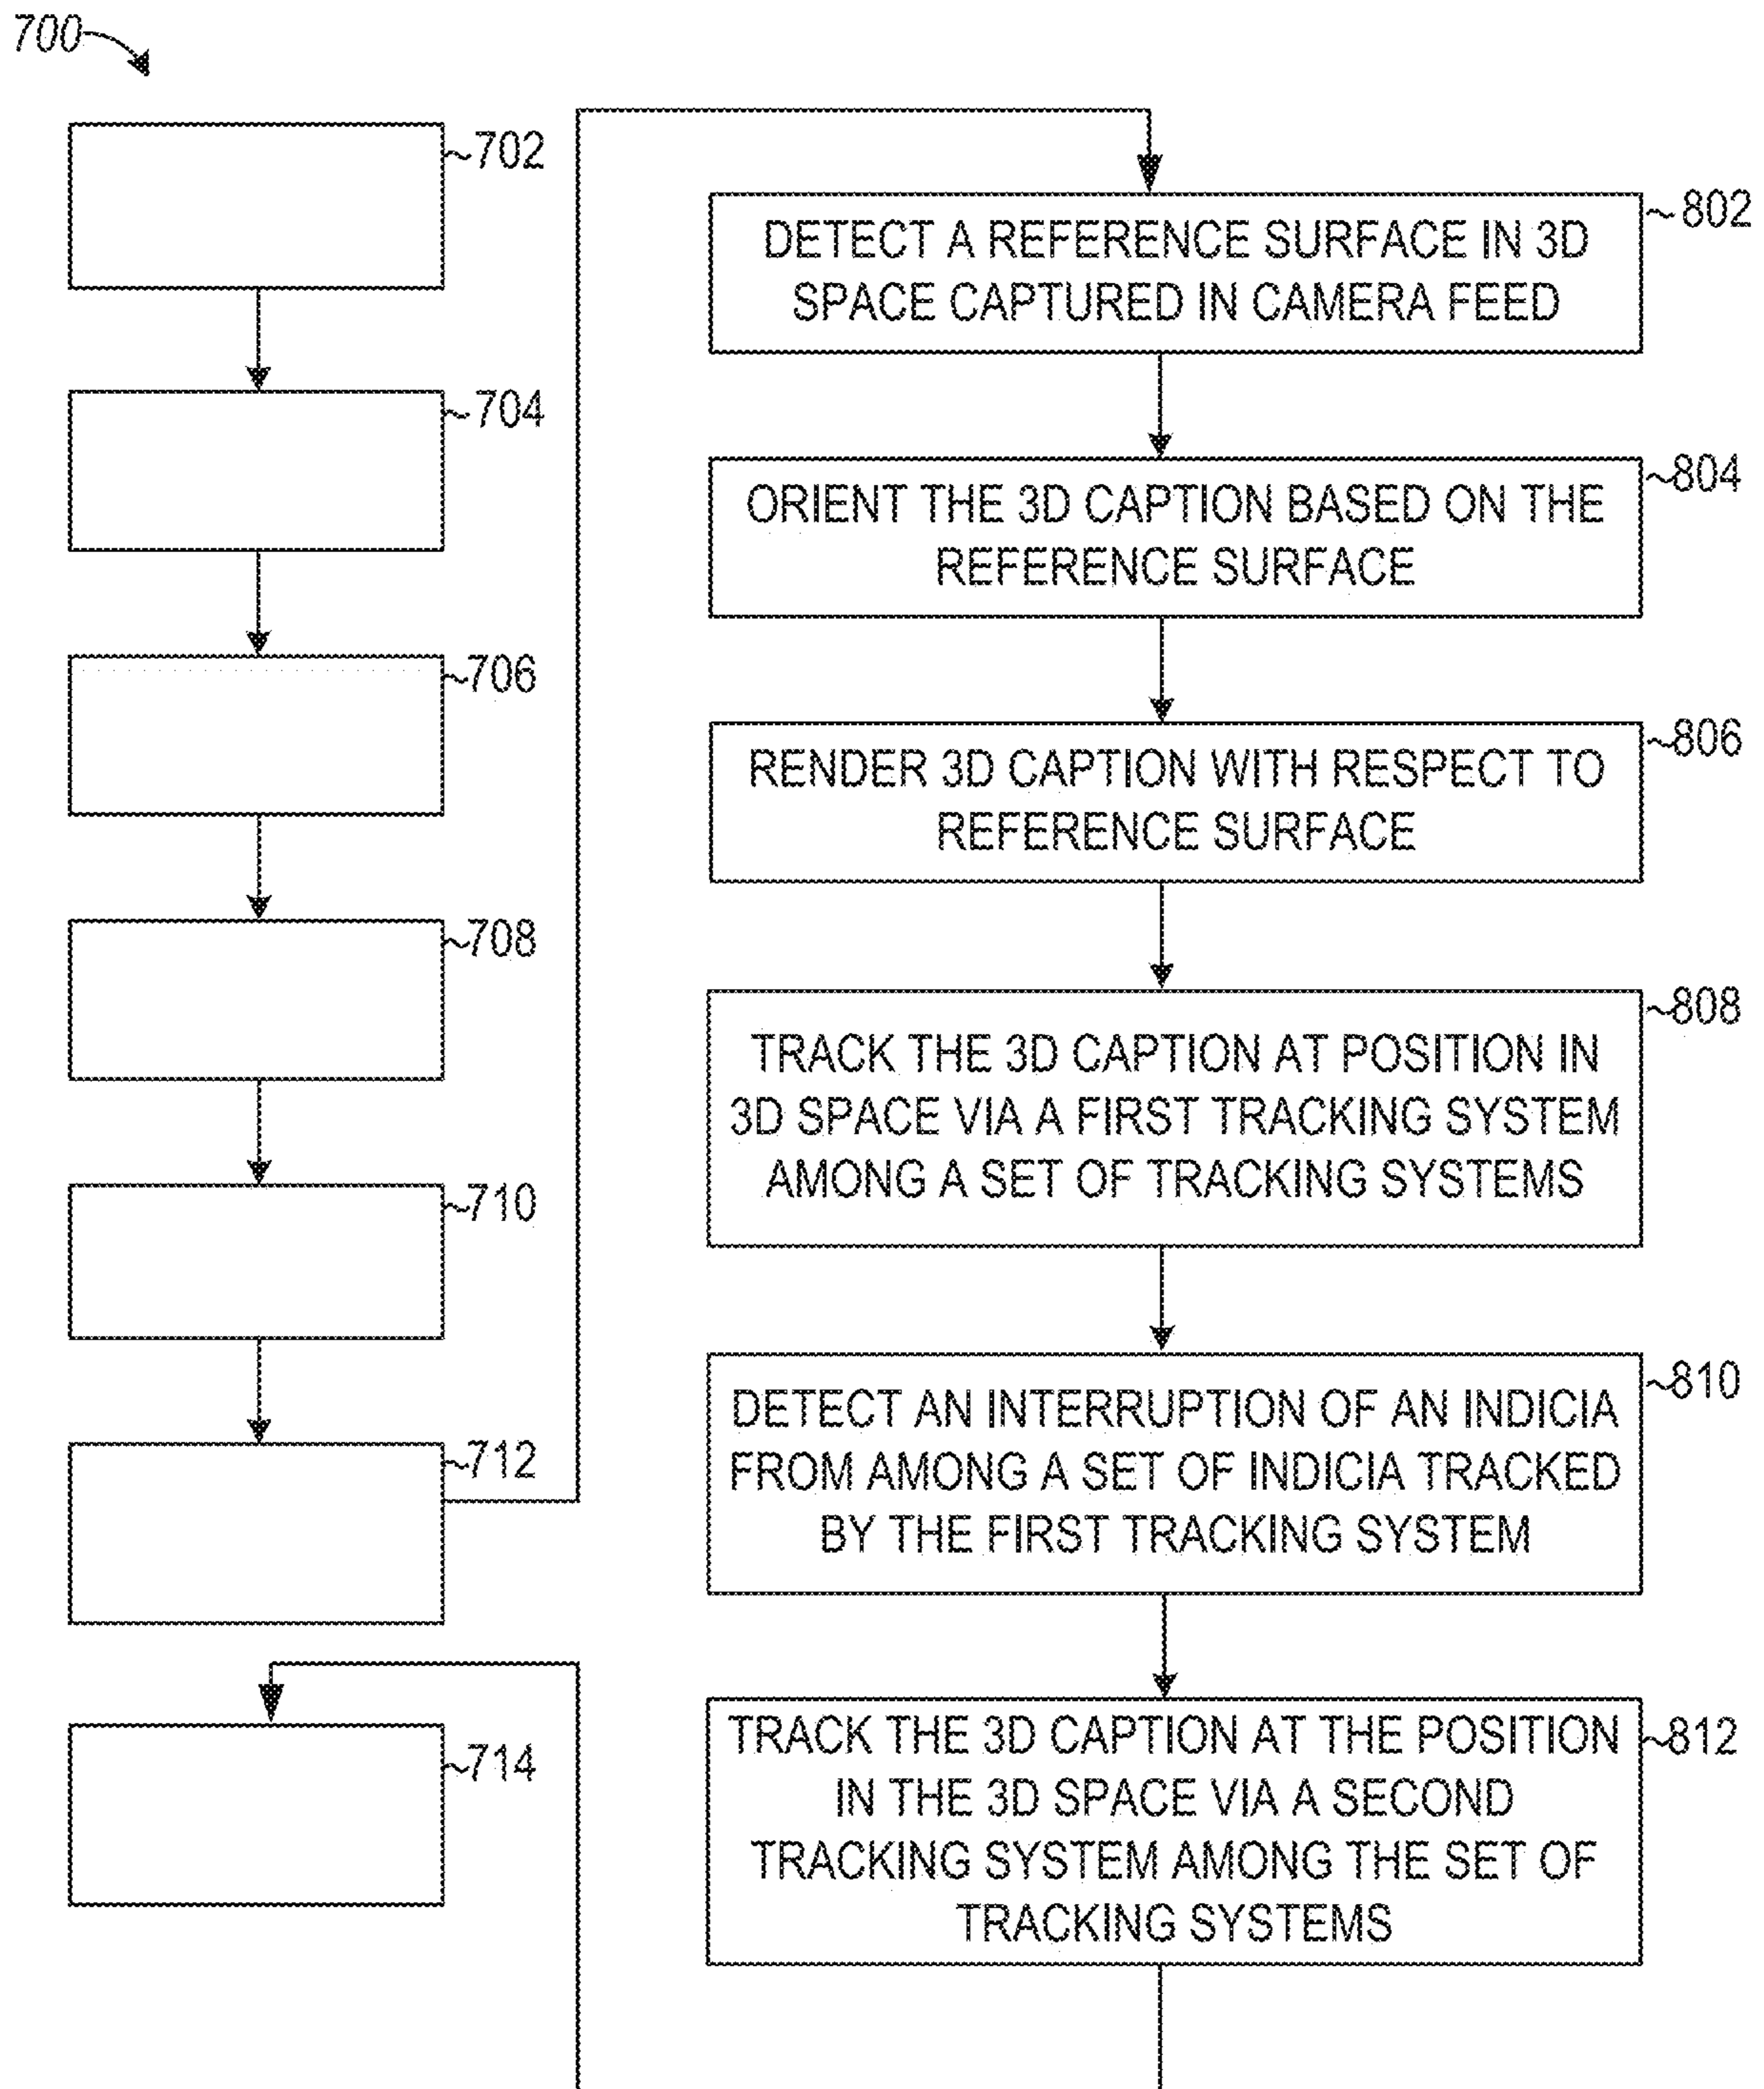 700
702
704
706
708
710
712
714
802
DETECT A REFERENCE SURFACE IN 3D
SPACE CAPTURED IN CAMERA FEED
804
ORIENT THE 3D CAPTION BASED ON THE
REFERENCE SURFACE
806
RENDER 3D CAPTION WITH RESPECT TO
REFERENCE SURFACE
808
TRACK THE 3D CAPTION AT POSITION IN
3D SPACE VIA A FIRST TRACKING SYSTEM
AMONG A SET OF TRACKING SYSTEMS
810
DETECT AN INTERRUPTION OF AN INDICIA
FROM AMONG A SET OF INDICIA TRACKED
BY THE FIRST TRACKING SYSTEM
812
TRACK THE 3D CAPTION AT THE POSITION
IN THE 3D SPACE VIA A SECOND
TRACKING SYSTEM AMONG THE SET OF
TRACKING SYSTEMS